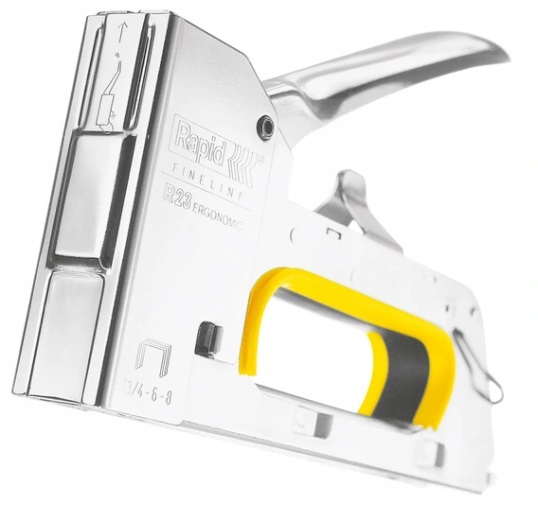 Rapid
FINELINE
R23 ERGONOMIC
13/4-6-8